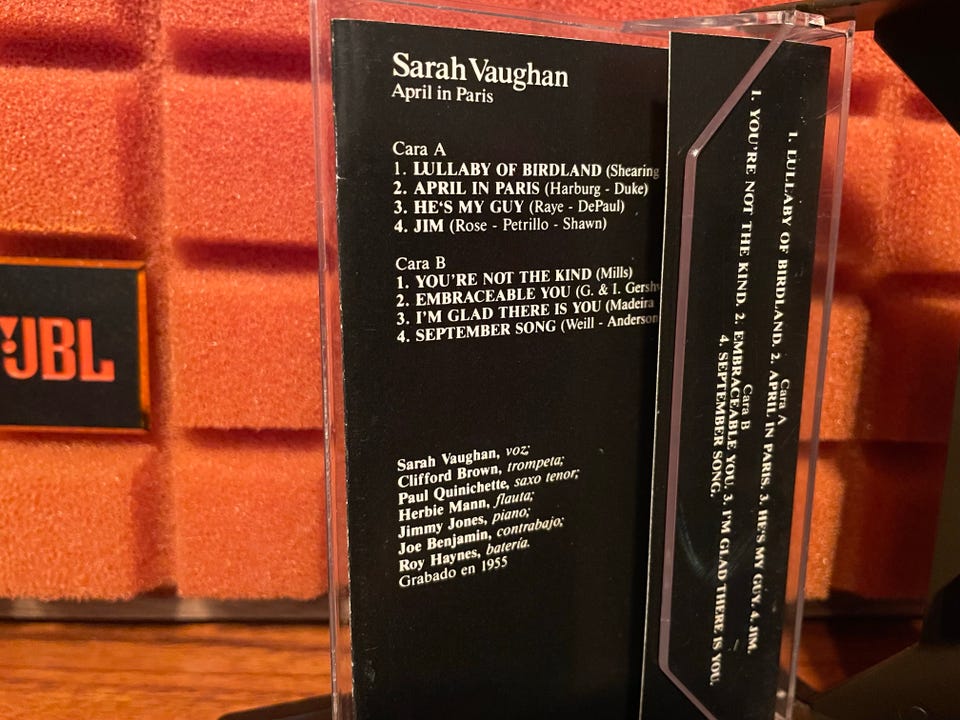 Sarah Vaughan
April in Paris
Cara A
1. LULLABY OF BIRDLAND (Shearing
2. APRIL IN PARIS (Harburg - Duke)
3. HE'S MY GUY (Raye - DePaul)
4. JIM (Rose - Petrillo - Shawn)
Cara B
1. YOU'RE NOT THE KIND (Mills)
2. EMBRACEABLE YOU (G. & I. Gershw
3. I'M GLAD THERE IS YOU (Madeira
4. SEPTEMBER SONG (Weill - Anderson
Sarah Vaughan, voz;
Clifford Brown, trompeta;
Paul Quinichette, saxo tenor;
Herbie Mann, flauta;
Jimmy Jones, piano;
Joe Benjamin, contrabajo;
Roy Haynes, batería.
Grabado en 1955
Cara A
1. LULLABY OF BIRDLAND. 2. APRIL IN PARIS. 3. HE'S MY GUY. 4. JIM.
Cara B
1. YOU'RE NOT THE KIND. 2. EMBRACEABLE YOU. 3. I'M GLAD THERE IS YOU.
4. SEPTEMBER SONG.
JBL